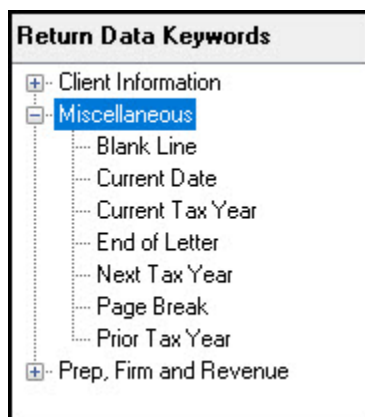 Return Data Keywords
Client Information
Miscellaneous
Blank Line
Current Date
Current Tax Year
End of Letter
Next Tax Year
Page Break
Prior Tax Year
Prep, Firm and Revenue